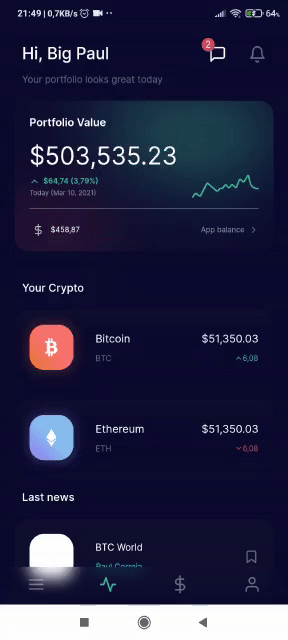 21:49 | 0,7KB/s
64%
Hi, Big Paul
2
Your portfolio looks great today
Portfolio Value
$503,535.23
$64,74 (3,79%)
Today (Mar 10, 2021)
$ $458,87
App balance
Your Crypto
Bitcoin
$51,350.03
BTC
6,08
Ethereum
$51,350.03
ETH
6,08
Last news
BTC World
Paul Correia